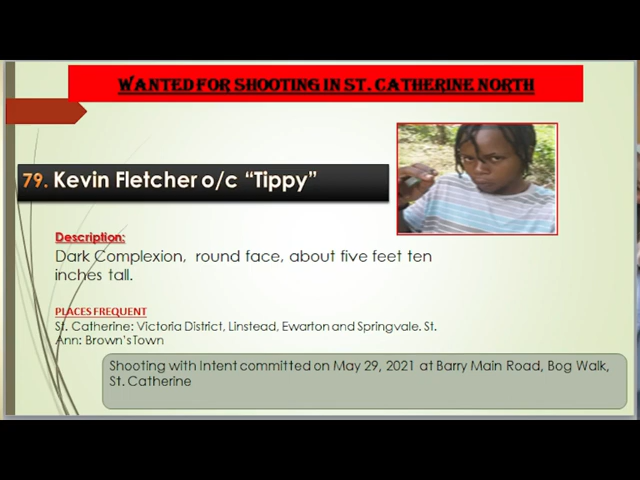 WANTED FOR SHOOTING IN ST. CATHERINE NORTH
79. Kevin Fletcher o/c “Tippy”
Description:
Dark Complexion, round face, about five feet ten
inches tall.
PLACES FREQUENT
St. Catherine: Victoria District, Linstead, Ewarton and Springvale. St.
Ann: Brown’s Town
Shooting with Intent committed on May 29, 2021 at Barry Main Road, Bog Walk,
St. Catherine